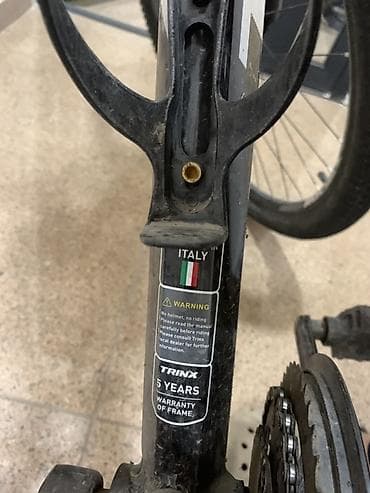 ITALY
WARNING
No helmet, no riding
Please read the manual
carefully before riding
Please consult Trinx
local dealer for further
information.
TRINX
5 YEARS
WARRANTY
OF FRAME